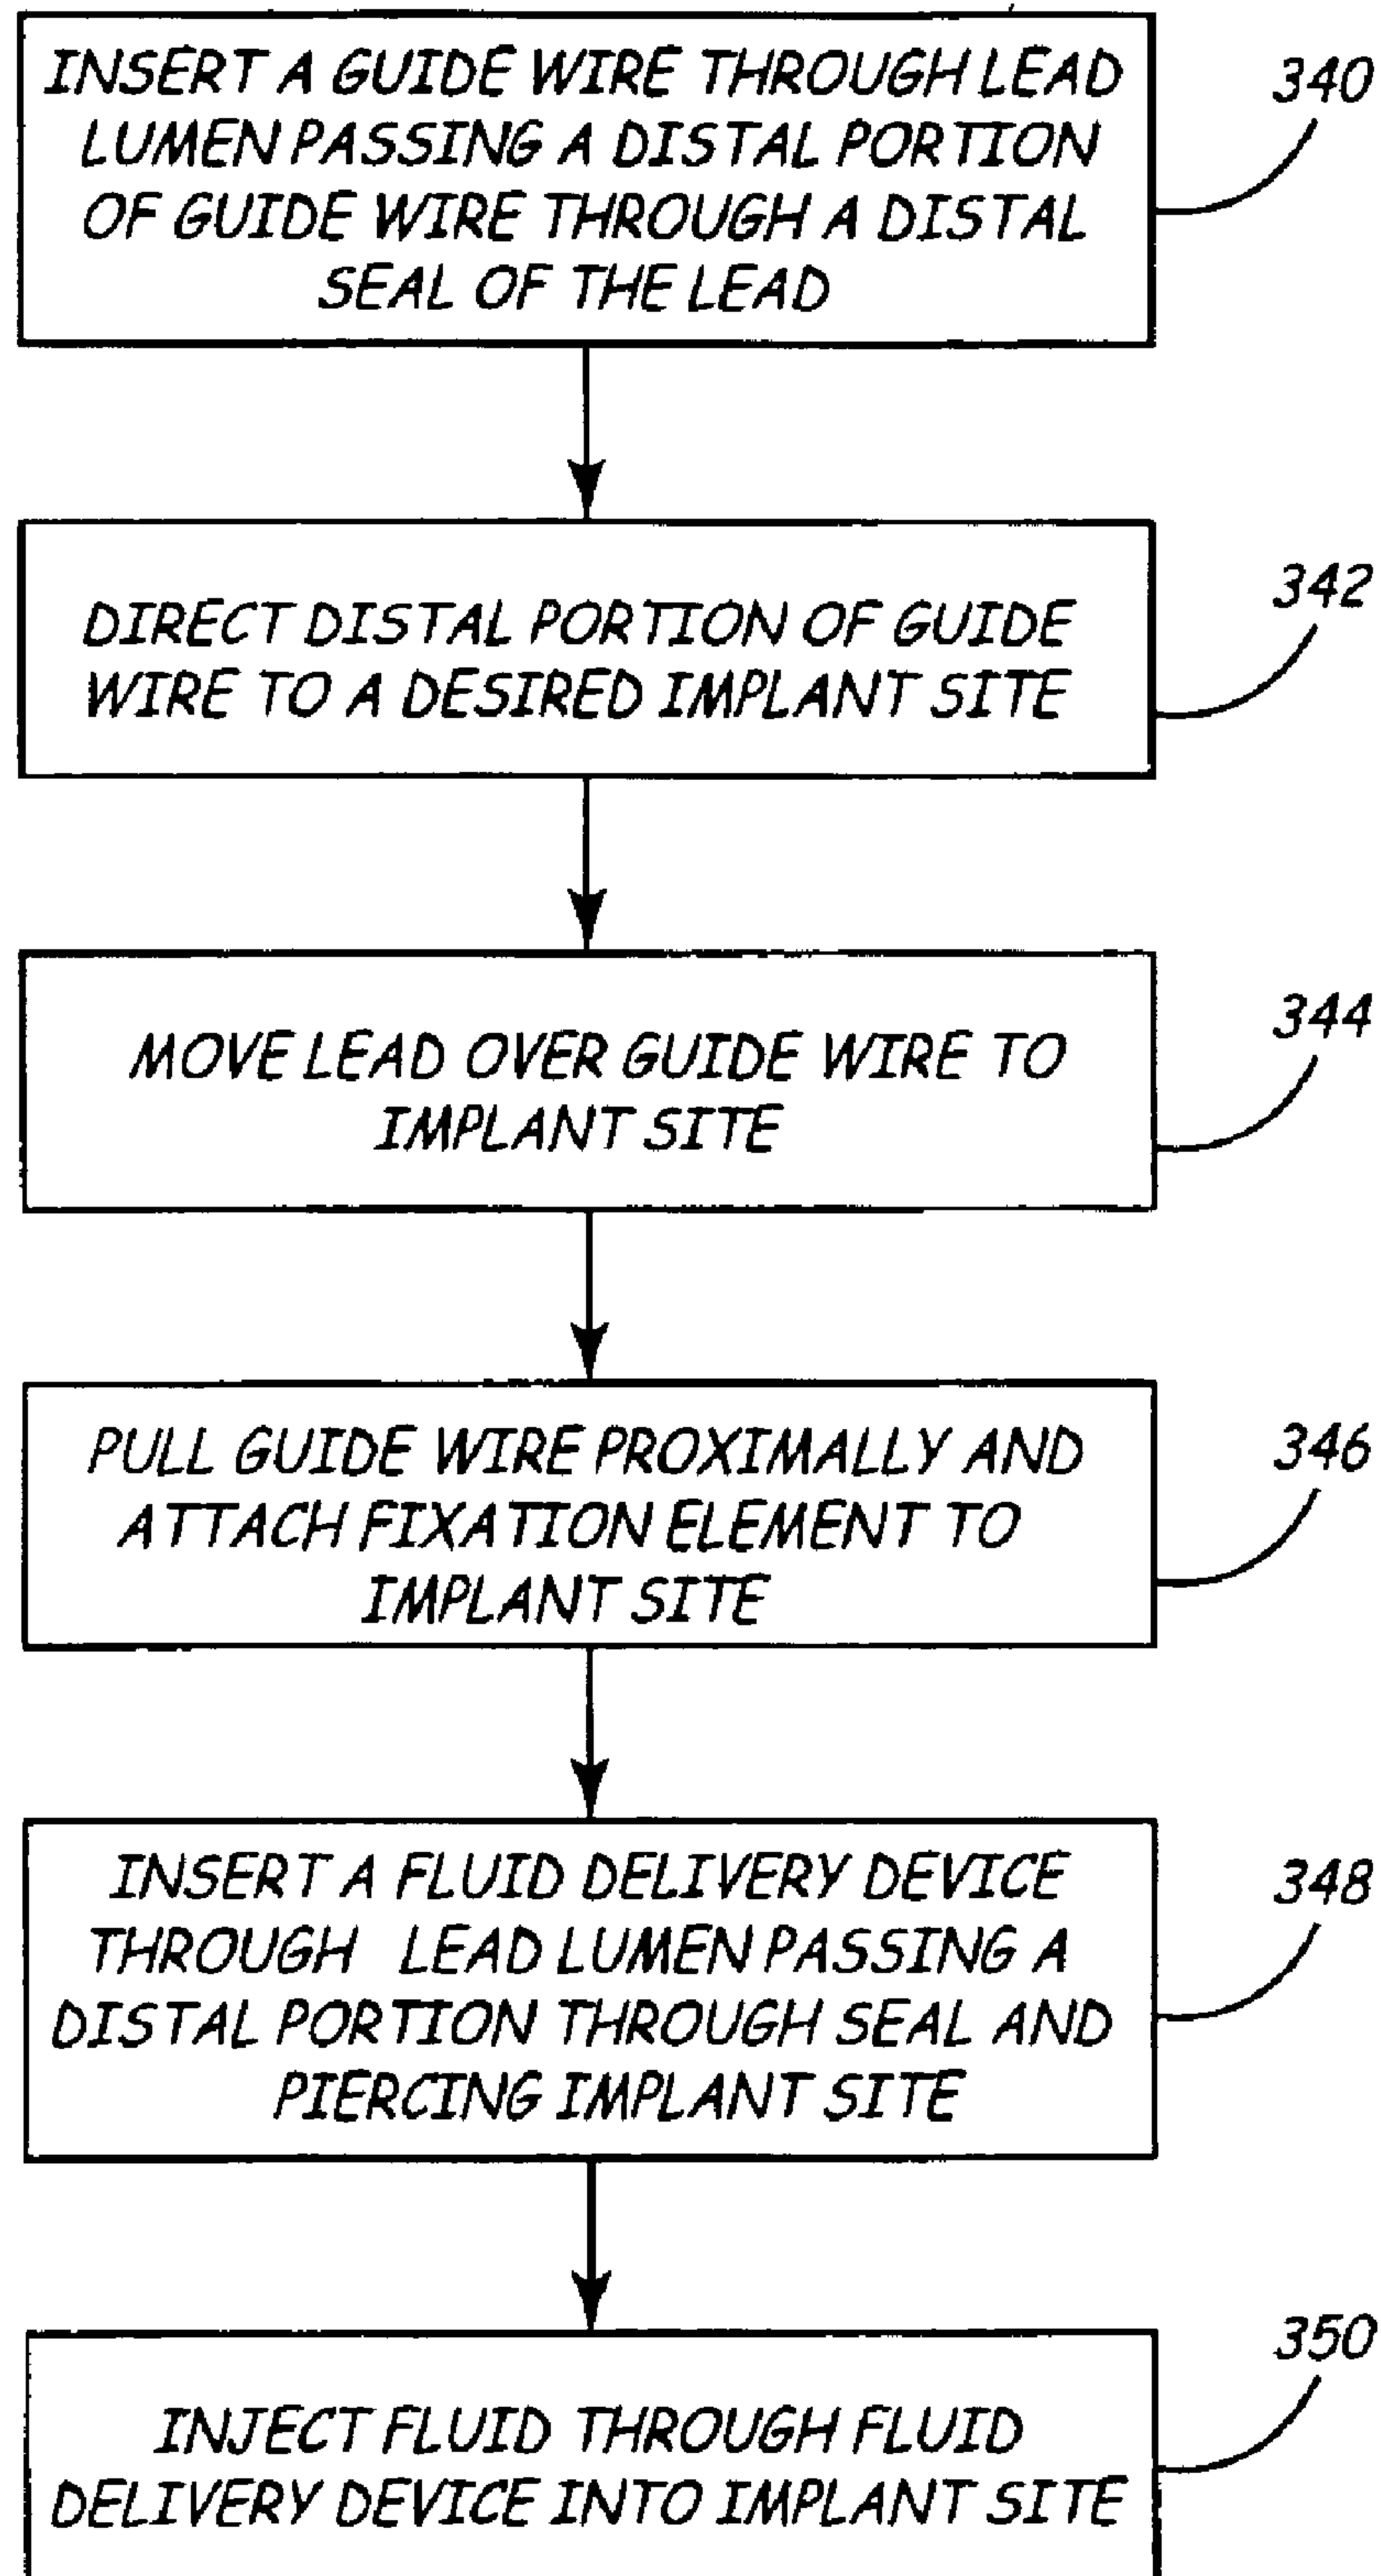 INSERT A GUIDE WIRE THROUGH LEAD
LUMEN PASSING A DISTAL PORTION
OF GUIDE WIRE THROUGH A DISTAL
SEAL OF THE LEAD
340
DIRECT DISTAL PORTION OF GUIDE
WIRE TO A DESIRED IMPLANT SITE
342
MOVE LEAD OVER GUIDE WIRE TO
IMPLANT SITE
344
PULL GUIDE WIRE PROXIMALLY AND
ATTACH FIXATION ELEMENT TO
IMPLANT SITE
346
INSERT A FLUID DELIVERY DEVICE
THROUGH LEAD LUMEN PASSING A
DISTAL PORTION THROUGH SEAL AND
PIERCING IMPLANT SITE
348
INJECT FLUID THROUGH FLUID
DELIVERY DEVICE INTO IMPLANT SITE
350